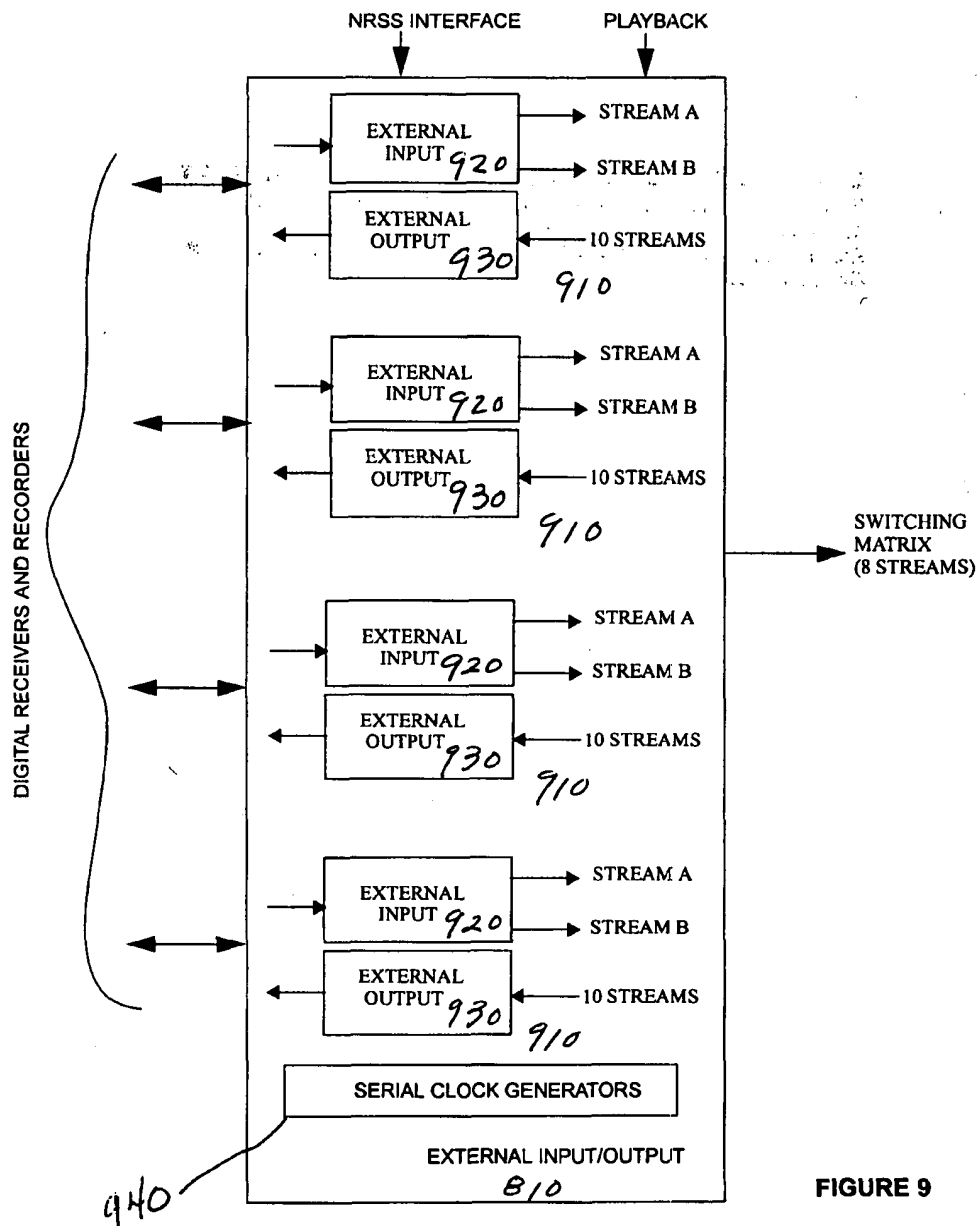 NRSS INTERFACE
PLAYBACK
DIGITAL RECEIVERS AND RECORDERS
EXTERNAL
INPUT 920
STREAM A
STREAM B
EXTERNAL
OUTPUT 930
10 STREAMS
910
EXTERNAL
INPUT 920
STREAM A
STREAM B
EXTERNAL
OUTPUT 930
10 STREAMS
910
SWITCHING
MATRIX
(8 STREAMS)
EXTERNAL
INPUT 920
STREAM A
STREAM B
EXTERNAL
OUTPUT 930
10 STREAMS
910
EXTERNAL
INPUT 920
STREAM A
STREAM B
EXTERNAL
OUTPUT 930
10 STREAMS
910
SERIAL CLOCK GENERATORS
EXTERNAL INPUT/OUTPUT
810
940
FIGURE 9